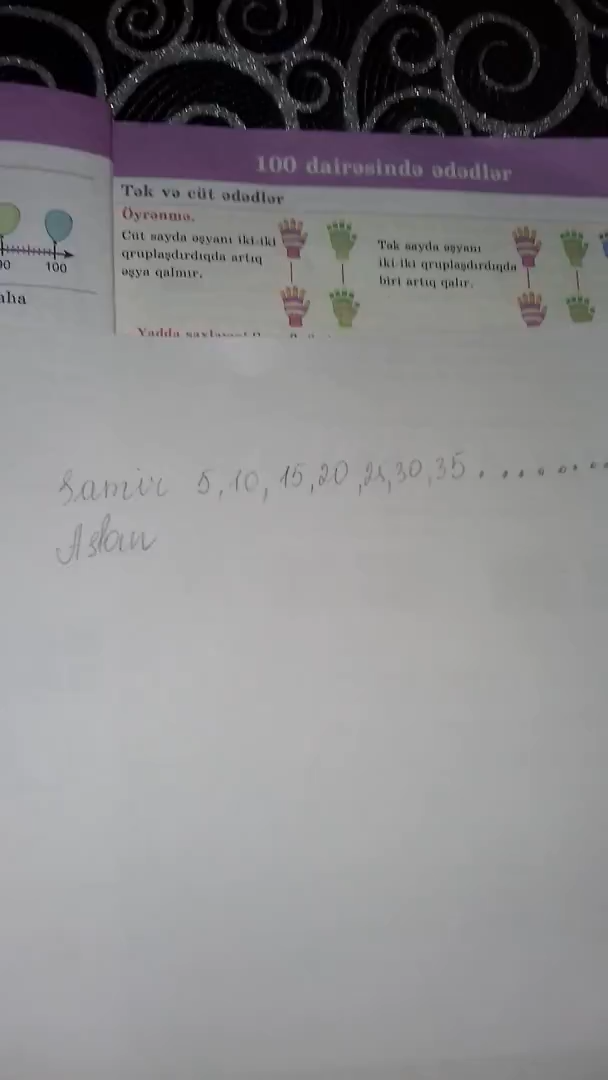 100 dairəsində ədədlər
Tək və cüt ədədlər
Öyrənmə.
Cüt sayda əşyanı iki-iki
qruplaşdırdıqda artıq
əşya qalmır.
Tək sayda əşyanı
iki-iki qruplaşdırdıqda
biri artıq qalır.
100
Samir 5, 10, 15, 20, 25, 30, 35 . . . . . . .
Aslan